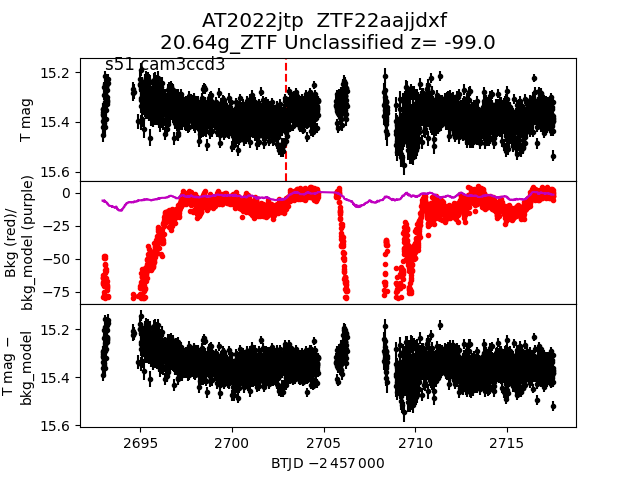 AT2022jtp  ZTF22aajjdxf
20.64g_ZTF Unclassified z= -99.0
s51 cam3ccd3
15.2
15.4
15.6
T mag
0
−25
−50
−75
Bkg (red)/
bkg_model (purple)
15.2
15.4
15.6
T mag −
bkg_model
2695
2700
2705
2710
2715
BTJD −2 457 000